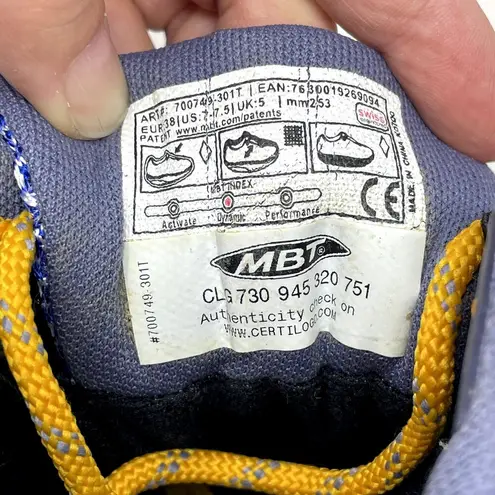 ART#: 700749-301T | EAN:7630019269094
EUR:38|US:7-7.5|UK:5 | mm253
PATENT www.mbt.com/patents
swiss
MBT INDEX
Activate Dynamic Performance
CE
MADE IN CHINA
MBT
CLG 730 945 320 751
Authenticity check on
WWW.CERTILOGO.COM
#700749-301T